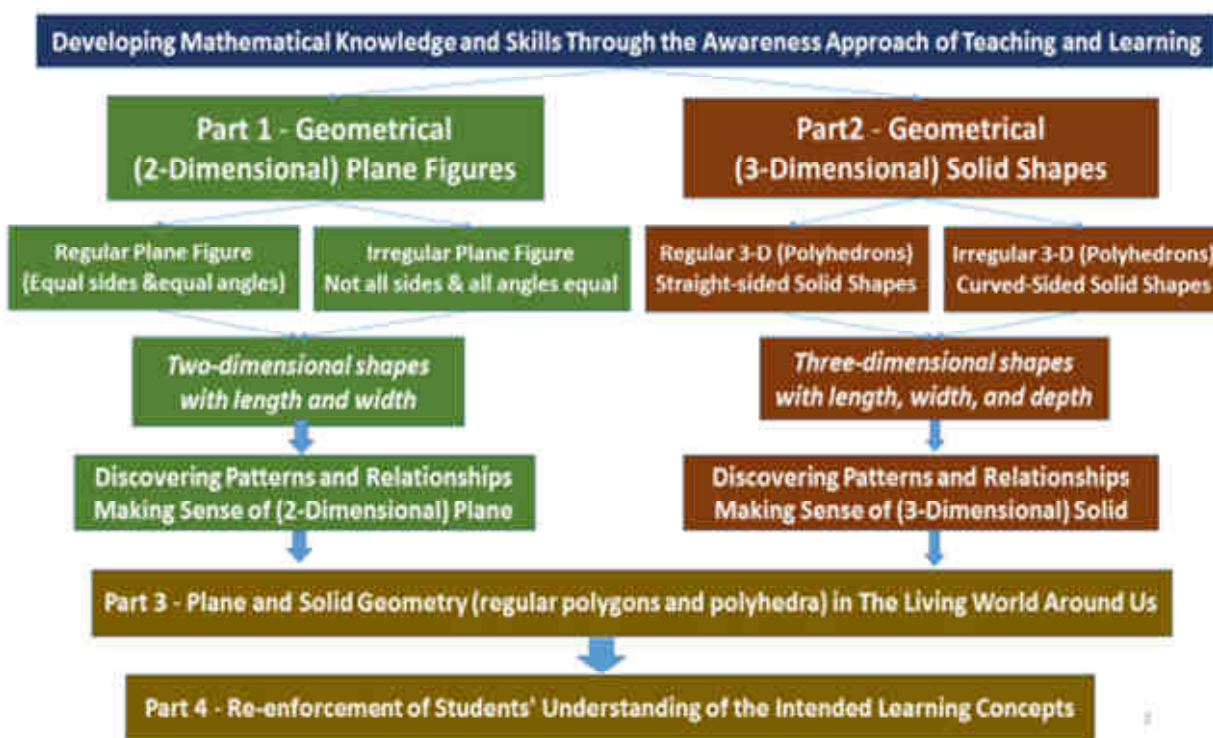 Developing Mathematical Knowledge and Skills Through the Awareness Approach of Teaching and Learning
Part 1 - Geometrical
(2-Dimensional) Plane Figures
Part2 - Geometrical
(3-Dimensional) Solid Shapes
Regular Plane Figure
(Equal sides &equal angles)
Irregular Plane Figure
Not all sides & all angles equal
Regular 3-D (Polyhedrons)
Straight-sided Solid Shapes
Irregular 3-D (Polyhedrons)
Curved-Sided Solid Shapes
Two-dimensional shapes
with length and width
Three-dimensional shapes
with length, width, and depth
Discovering Patterns and Relationships
Making Sense of (2-Dimensional) Plane
Discovering Patterns and Relationships
Making Sense of (3-Dimensional) Solid
Part 3 - Plane and Solid Geometry (regular polygons and polyhedra) in The Living World Around Us
Part 4 - Re-enforcement of Students' Understanding of the Intended Learning Concepts